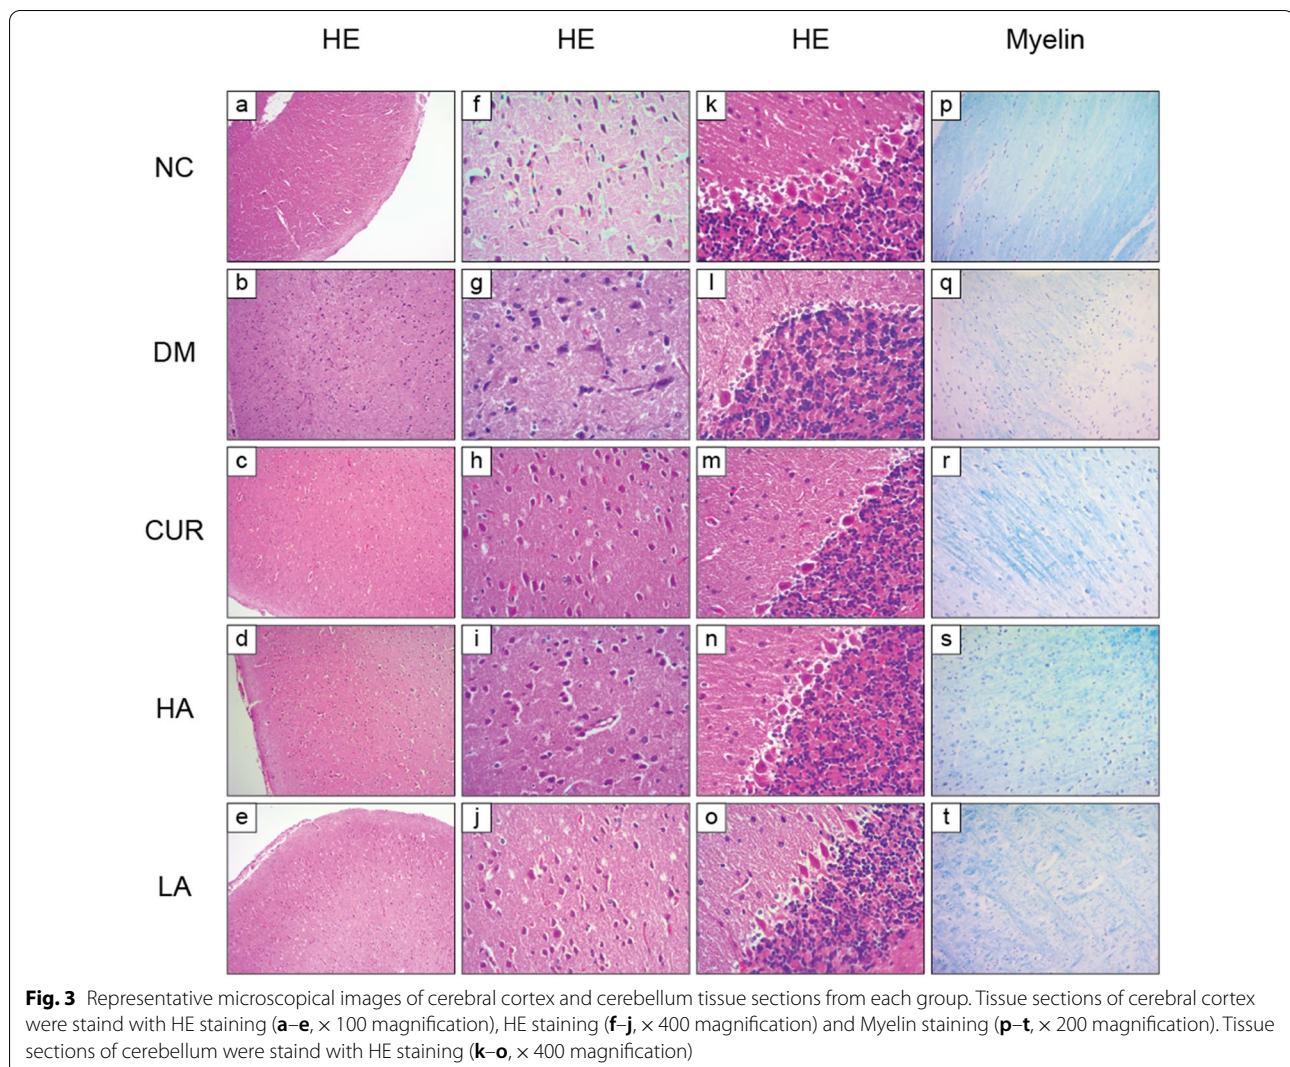 HE HE HE Myelin
NC a f k p
DM b g l q
CUR c h m r
HA d i n s
LA e j o t
Fig. 3 Representative microscopical images of cerebral cortex and cerebellum tissue sections from each group. Tissue sections of cerebral cortex
were staind with HE staining (a–e, × 100 magnification), HE staining (f–j, × 400 magnification) and Myelin staining (p–t, × 200 magnification). Tissue
sections of cerebellum were staind with HE staining (k–o, × 400 magnification)